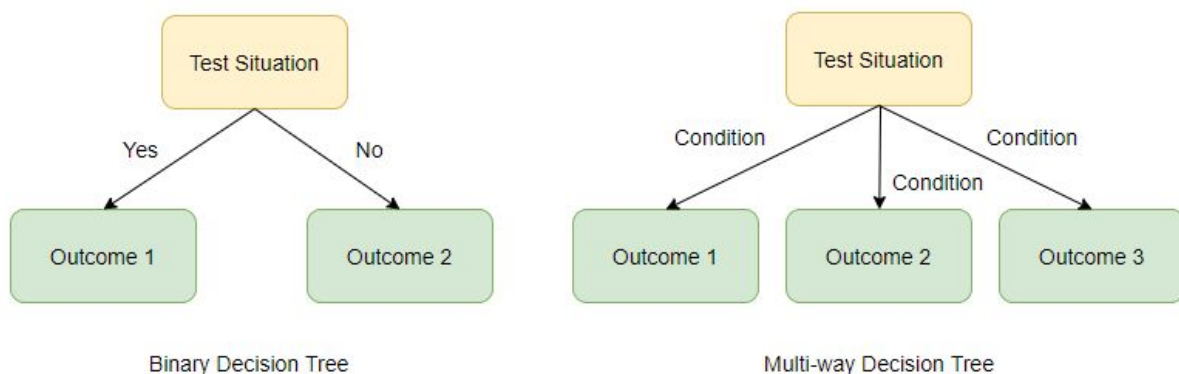 Test Situation
Yes
No
Outcome 1
Outcome 2
Binary Decision Tree
Test Situation
Condition
Condition
Condition
Outcome 1
Outcome 2
Outcome 3
Multi-way Decision Tree